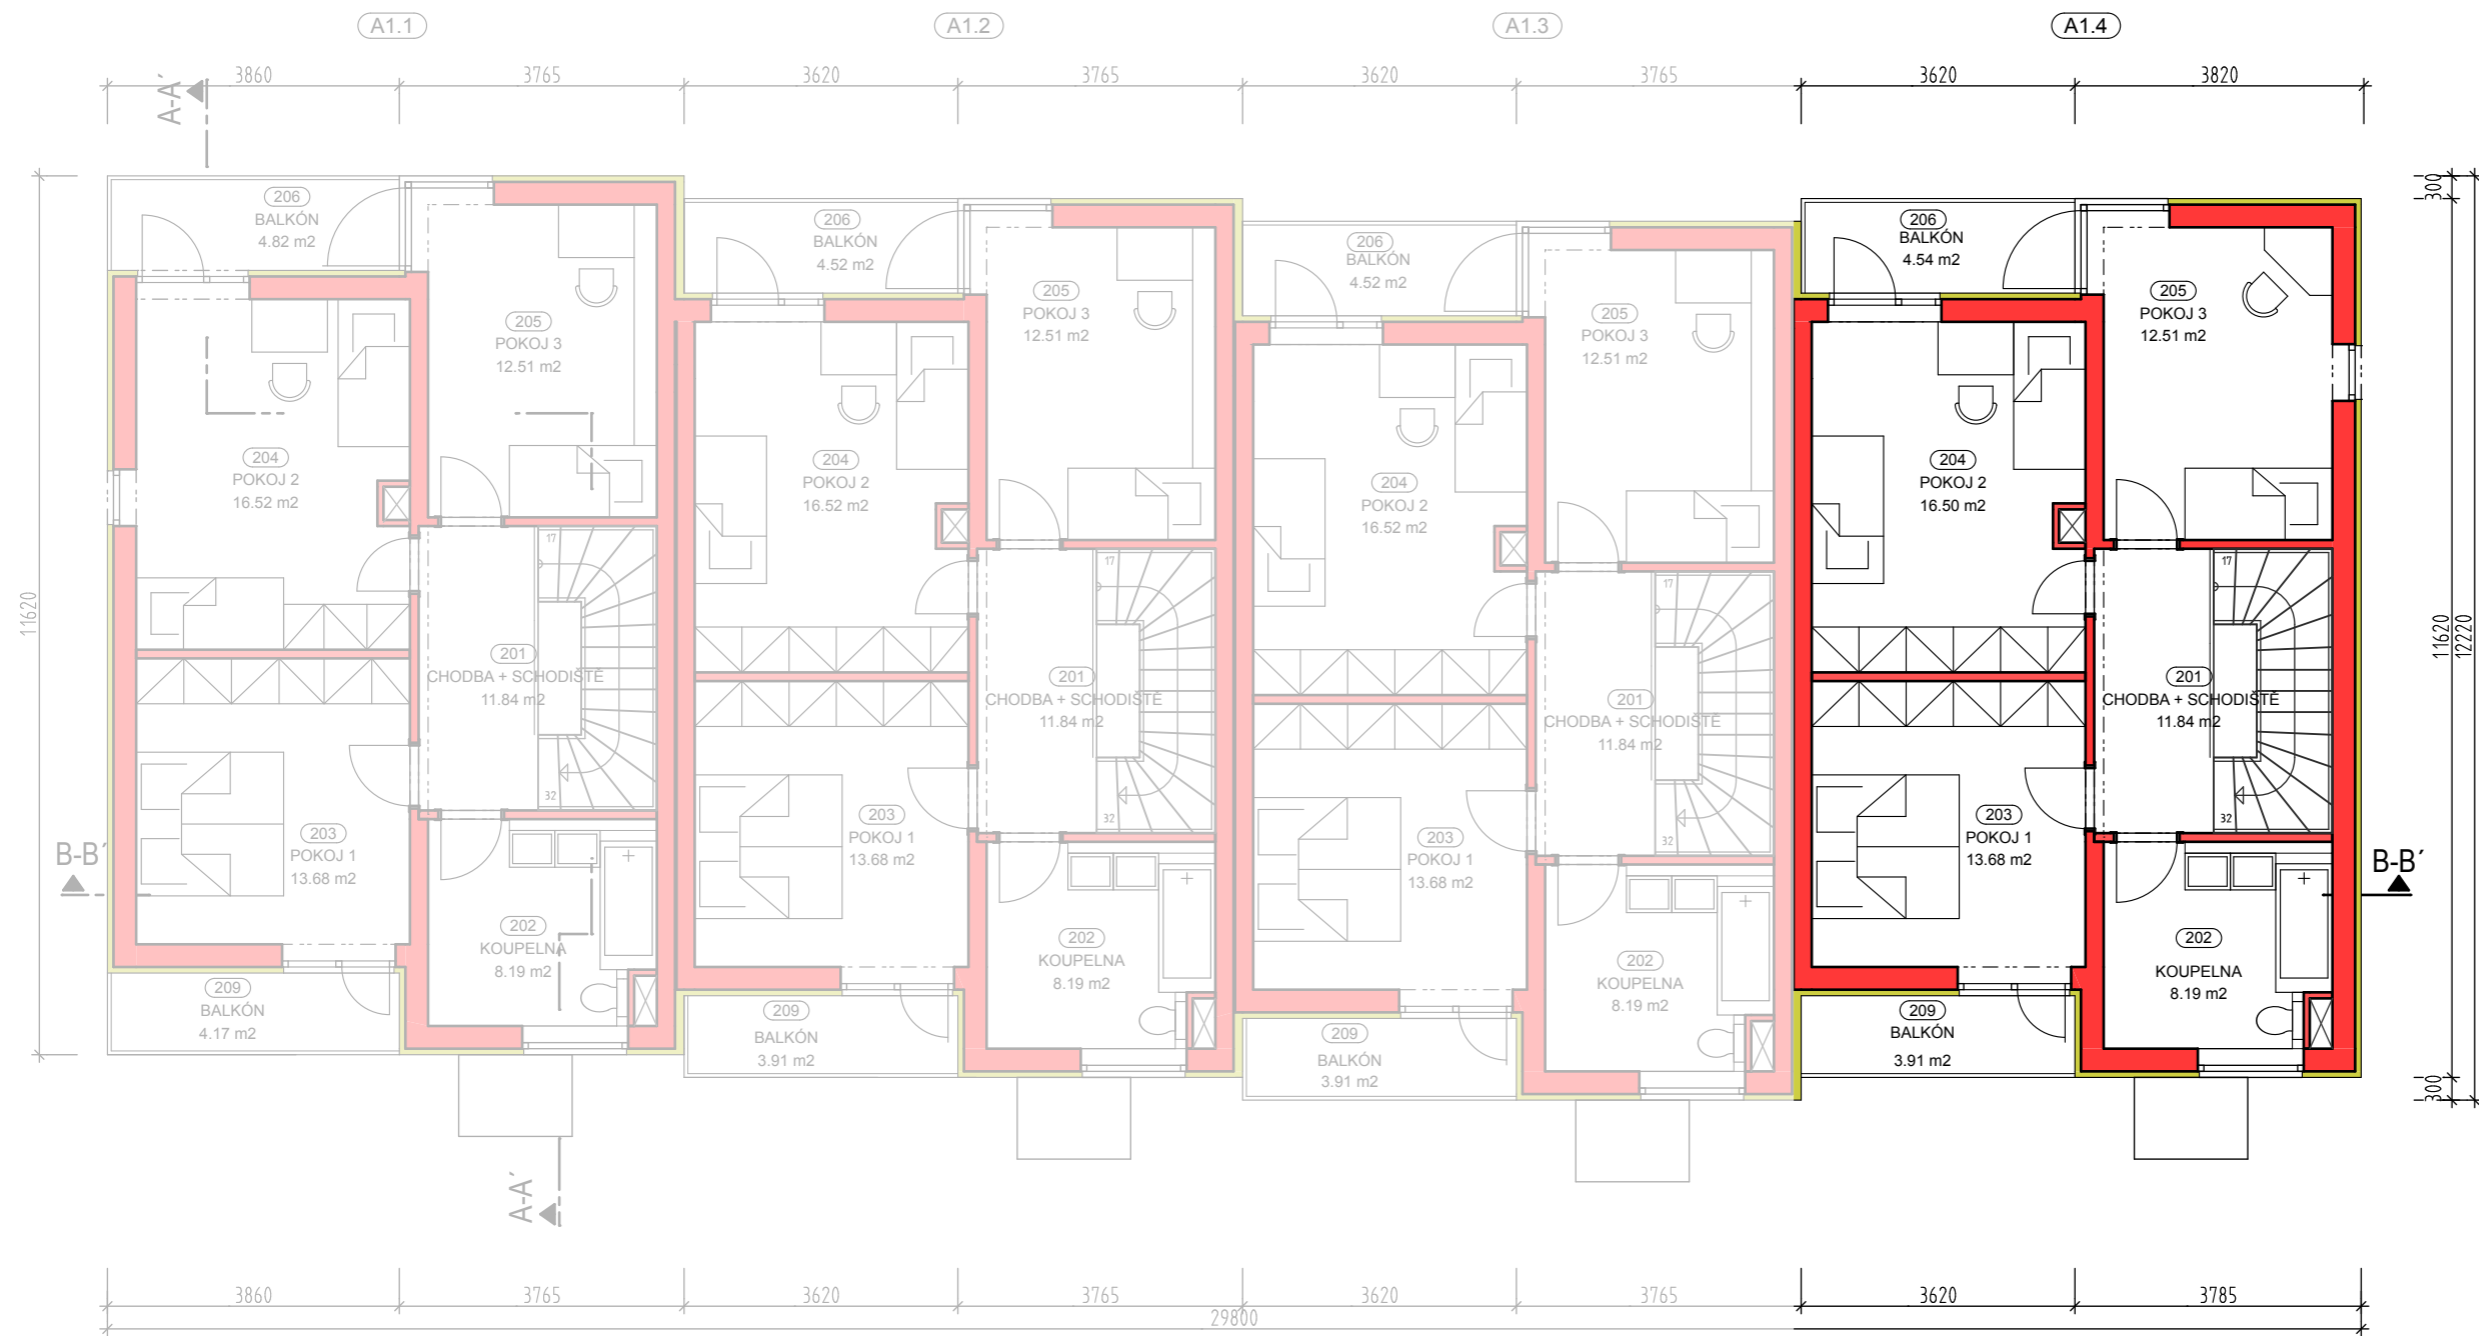 A1.1
A1.2
A1.3
A1.4
3860
3765
3620
3765
3620
3765
3620
3820
A-A´
206
BALKÓN
4.82 m2
206
BALKÓN
4.52 m2
206
BALKÓN
4.52 m2
206
BALKÓN
4.54 m2
300
205
POKOJ 3
12.51 m2
205
POKOJ 3
12.51 m2
205
POKOJ 3
12.51 m2
205
POKOJ 3
12.51 m2
204
POKOJ 2
16.52 m2
204
POKOJ 2
16.52 m2
204
POKOJ 2
16.52 m2
204
POKOJ 2
16.50 m2
17
17
17
17
11620
11620
12220
201
CHODBA + SCHODIŠTĚ
11.84 m2
201
CHODBA + SCHODIŠTĚ
11.84 m2
201
CHODBA + SCHODIŠTĚ
11.84 m2
201
CHODBA + SCHODIŠTĚ
11.84 m2
32
32
32
32
203
POKOJ 1
13.68 m2
203
POKOJ 1
13.68 m2
203
POKOJ 1
13.68 m2
203
POKOJ 1
13.68 m2
B-B´
B-B´
202
KOUPELNA
8.19 m2
202
KOUPELNA
8.19 m2
202
KOUPELNA
8.19 m2
202
KOUPELNA
8.19 m2
209
BALKÓN
4.17 m2
209
BALKÓN
3.91 m2
209
BALKÓN
3.91 m2
209
BALKÓN
3.91 m2
300
A-A´
3860
3765
3620
3765
3620
3765
3620
3785
29800